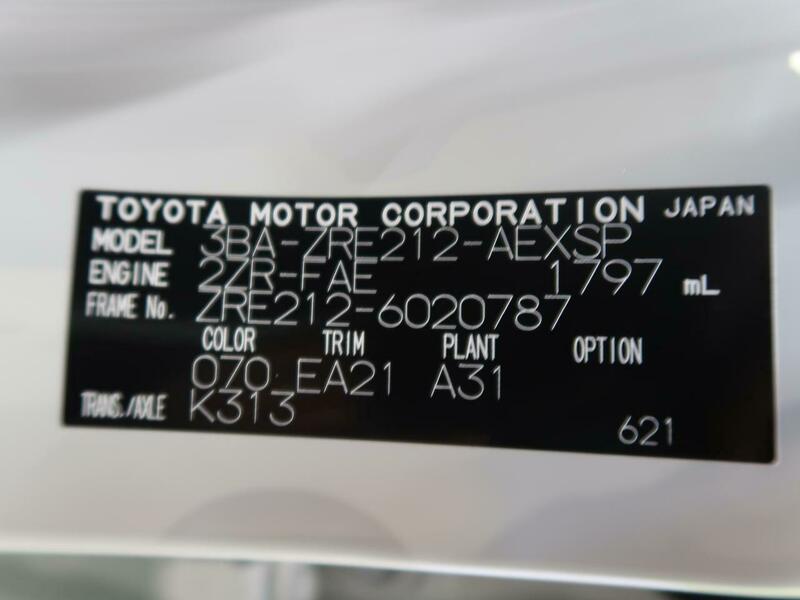 TOYOTA MOTOR CORPORATION JAPAN
MODEL 3BA-ZRE212-AEXSP
ENGINE 2ZR-FAE 1797 mL
FRAME No. ZRE212-6020787
COLOR TRIM PLANT OPTION
070 EA21 A31
TRANS./AXLE K313
621